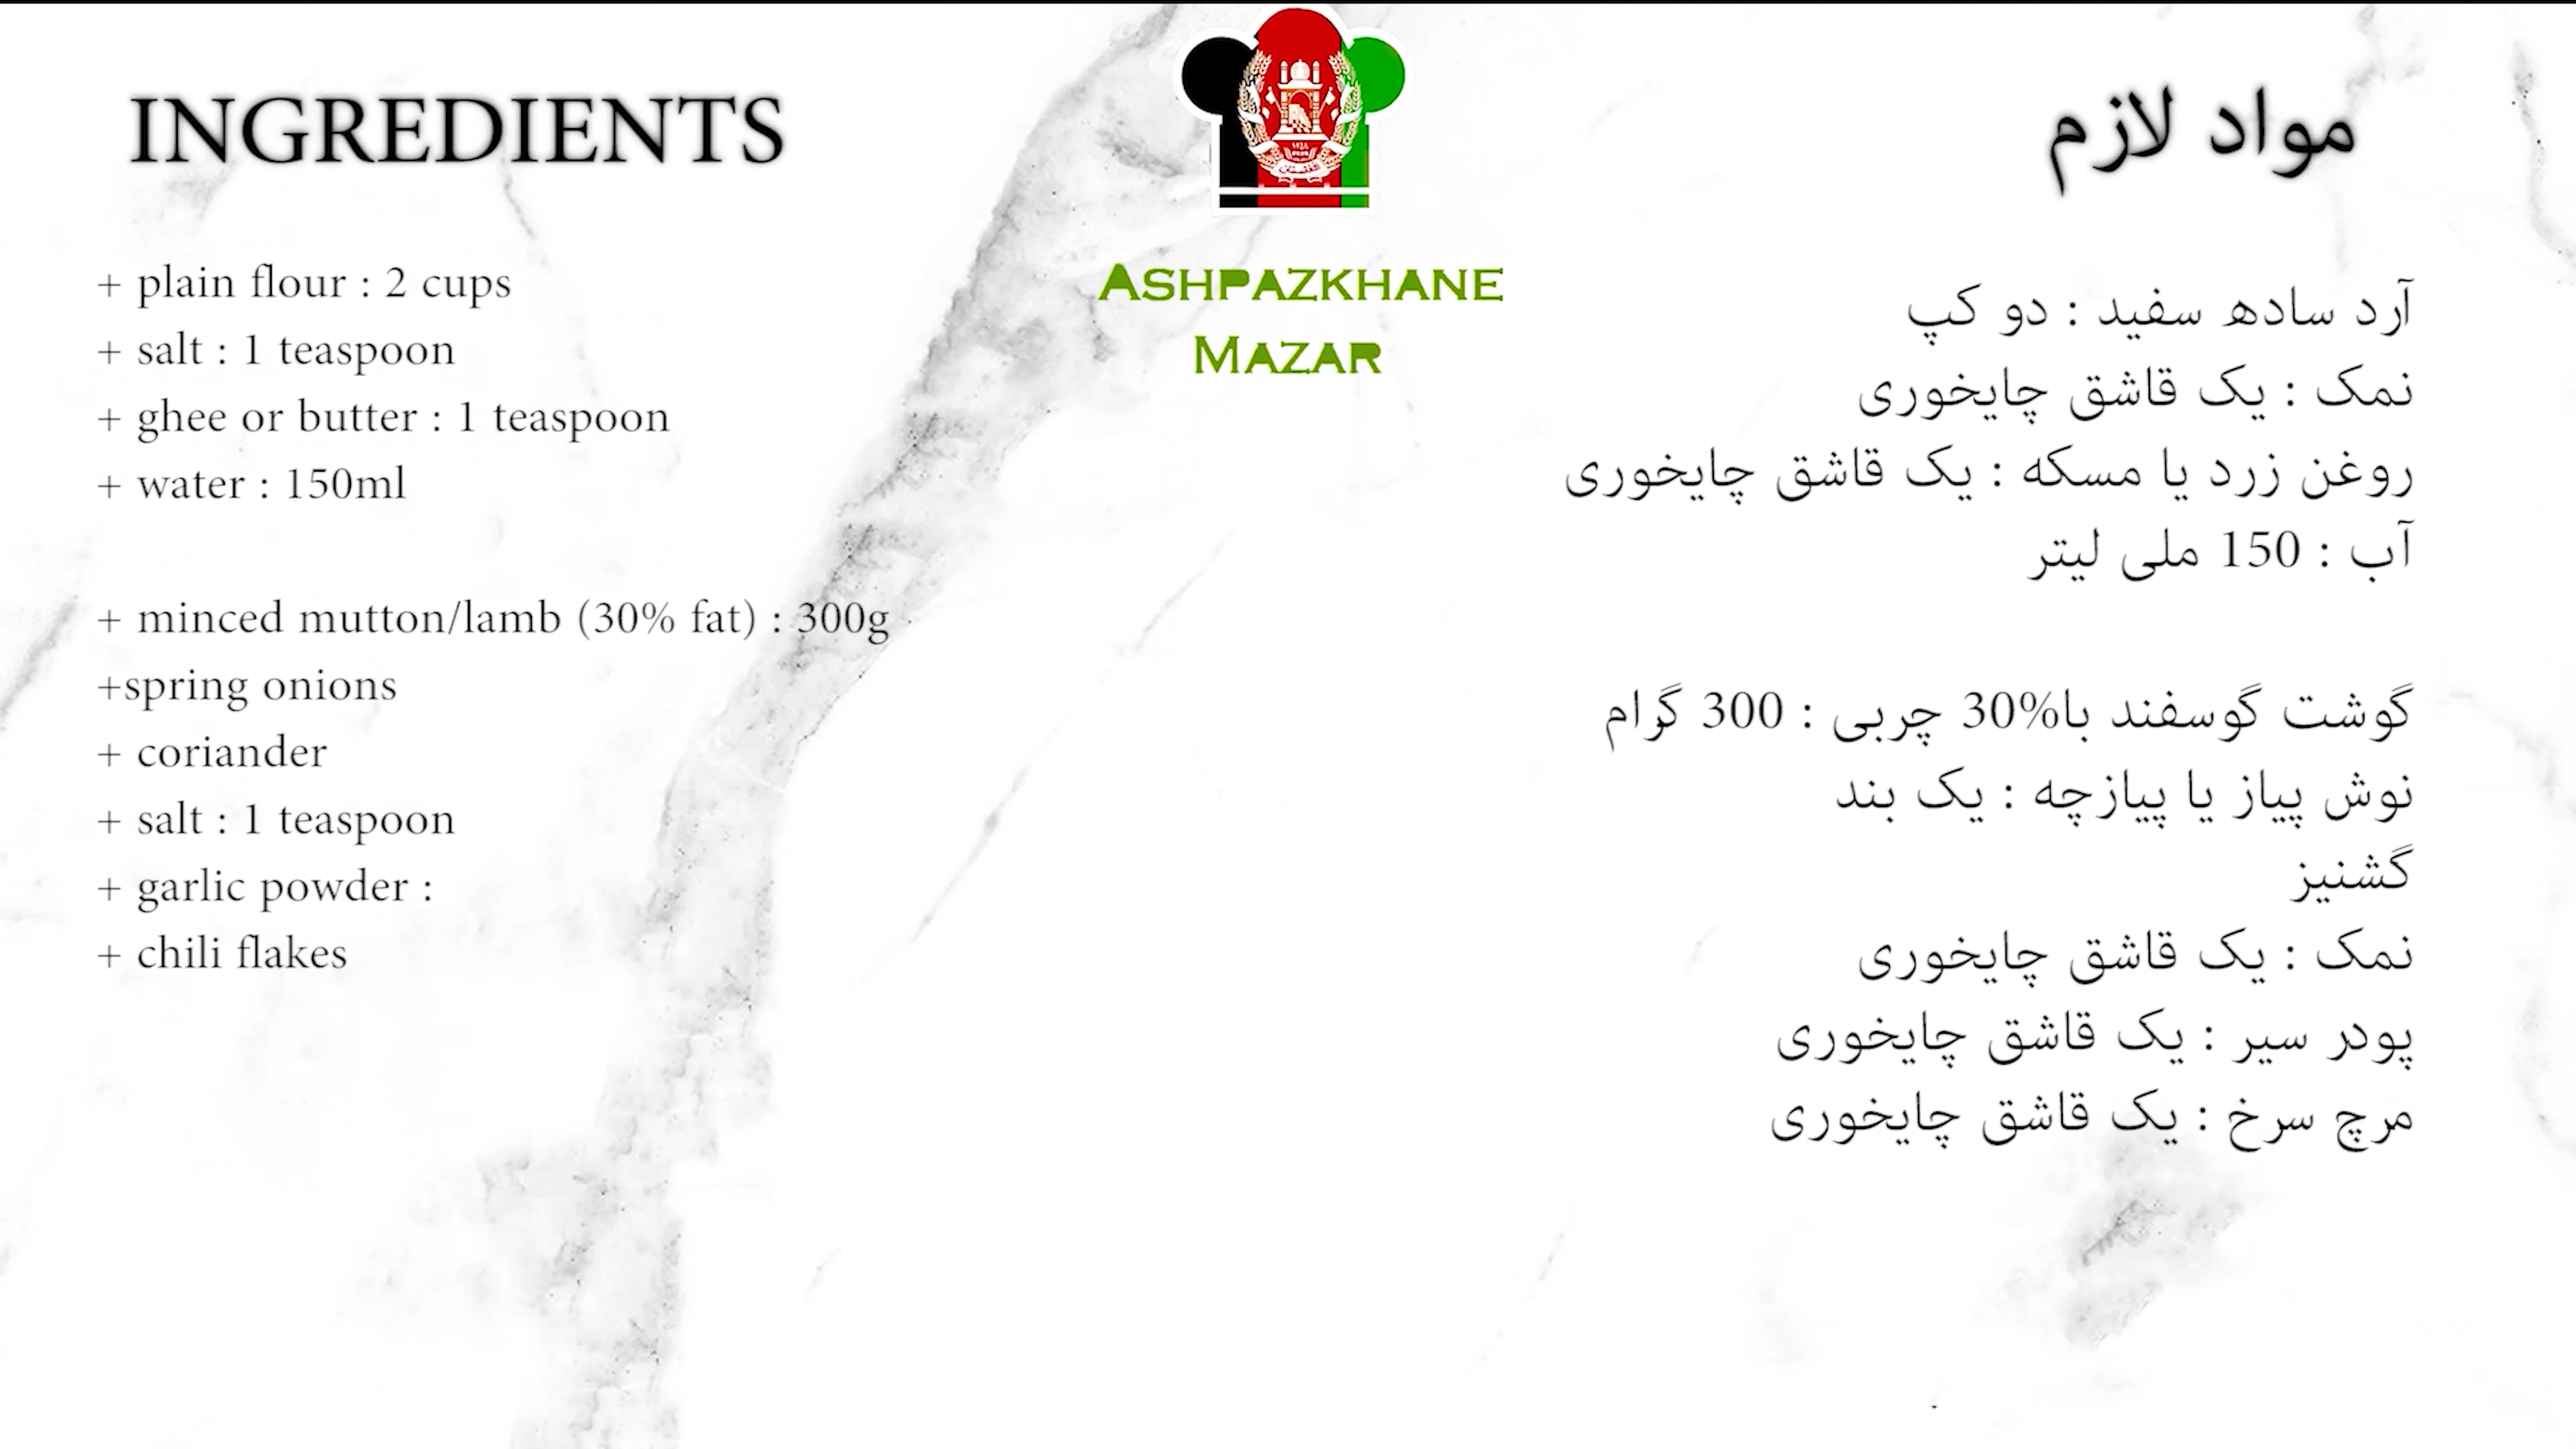 INGREDIENTS
+ plain flour : 2 cups
+ salt : 1 teaspoon
+ ghee or butter : 1 teaspoon
+ water : 150ml
+ minced mutton/lamb (30% fat) : 300g
+spring onions
+ coriander
+ salt : 1 teaspoon
+ garlic powder :
+ chili flakes
ASHPAZKHANE
MAZAR
مواد لازم
آرد ساده سفید : دو کپ
نمک : یک قاشق چایخوری
روغن زرد یا مسکه : یک قاشق چایخوری
آب : 150 ملی لیتر
گوشت گوسفند با%30 چربی : 300 گرام
نوش پیاز یا پیازچه : یک بند
گشنیز
نمک : یک قاشق چایخوری
پودر سیر : یک قاشق چایخوری
مرچ سرخ : یک قاشق چایخوری